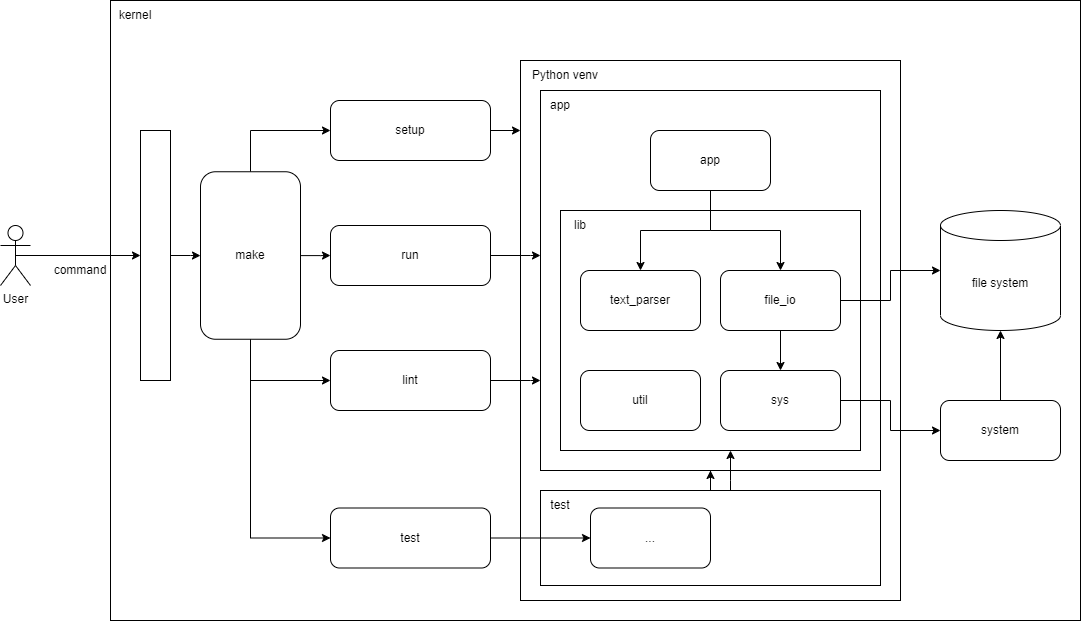 kernel
Python venv
app
setup
app
lib
make
run
command
User
text_parser
file_io
file system
lint
util
sys
system
test
test
...